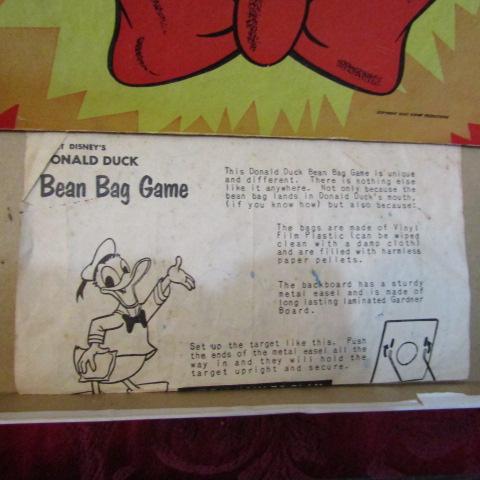 T DISNEY'S
ONALD DUCK
Bean Bag Game
This Donald Duck Bean Bag Game is unique
and different. There is nothing else
like it anywhere. Not only because the
bean bag lands in Donald Duck's mouth,
(if you know how) but also because:
The bags are made of Vinyl
Film Plastic (can be wiped
clean with a damp cloth)
and are filled with harmless
paper pellets.
The backboard has a sturdy
metal easel and is made of
long lasting laminated Gardner
Board.
Set up the target like this. Push
the ends of the metal easel all the
way in and they will hold the
target upright and secure.